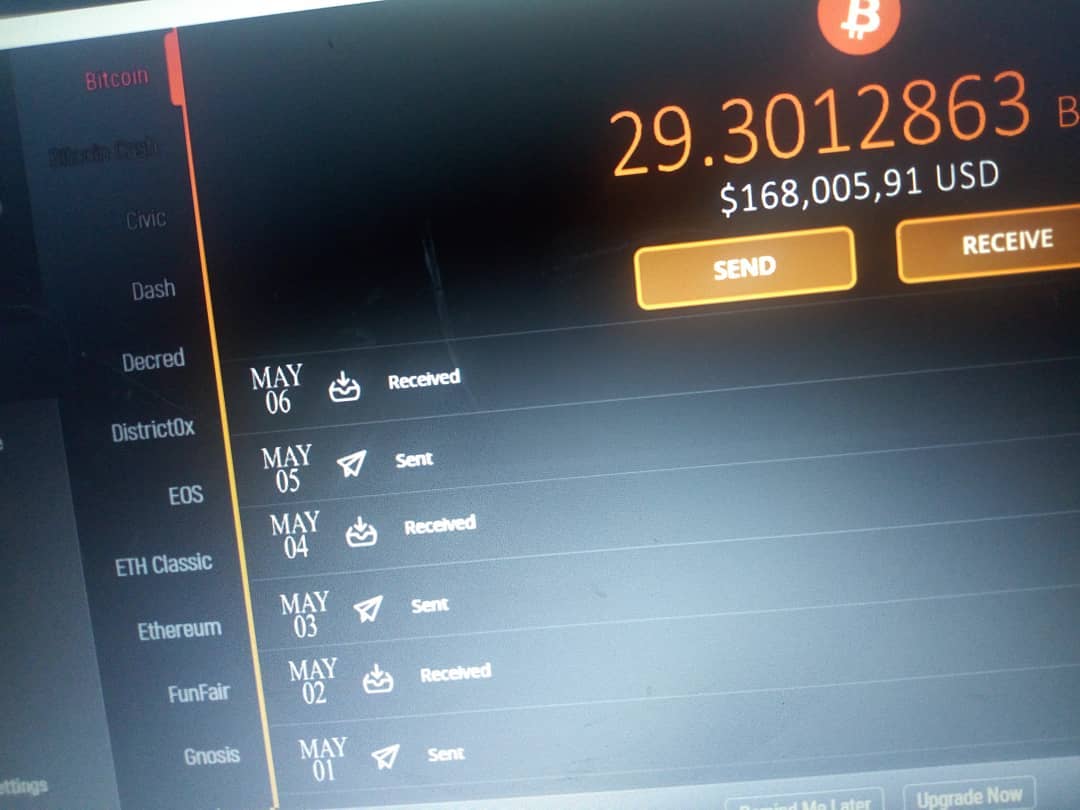 Bitcoin
Bitcoin Cash
Civic
Dash
Decred
District0x
EOS
ETH Classic
Ethereum
FunFair
Gnosis
ettings
29.3012863 B
$168,005,91 USD
SEND
RECEIVE
MAY
06
Received
MAY
05
Sent
MAY
04
Received
MAY
03
Sent
MAY
02
Received
MAY
01
Sent
Remind Me Later
Upgrade Now